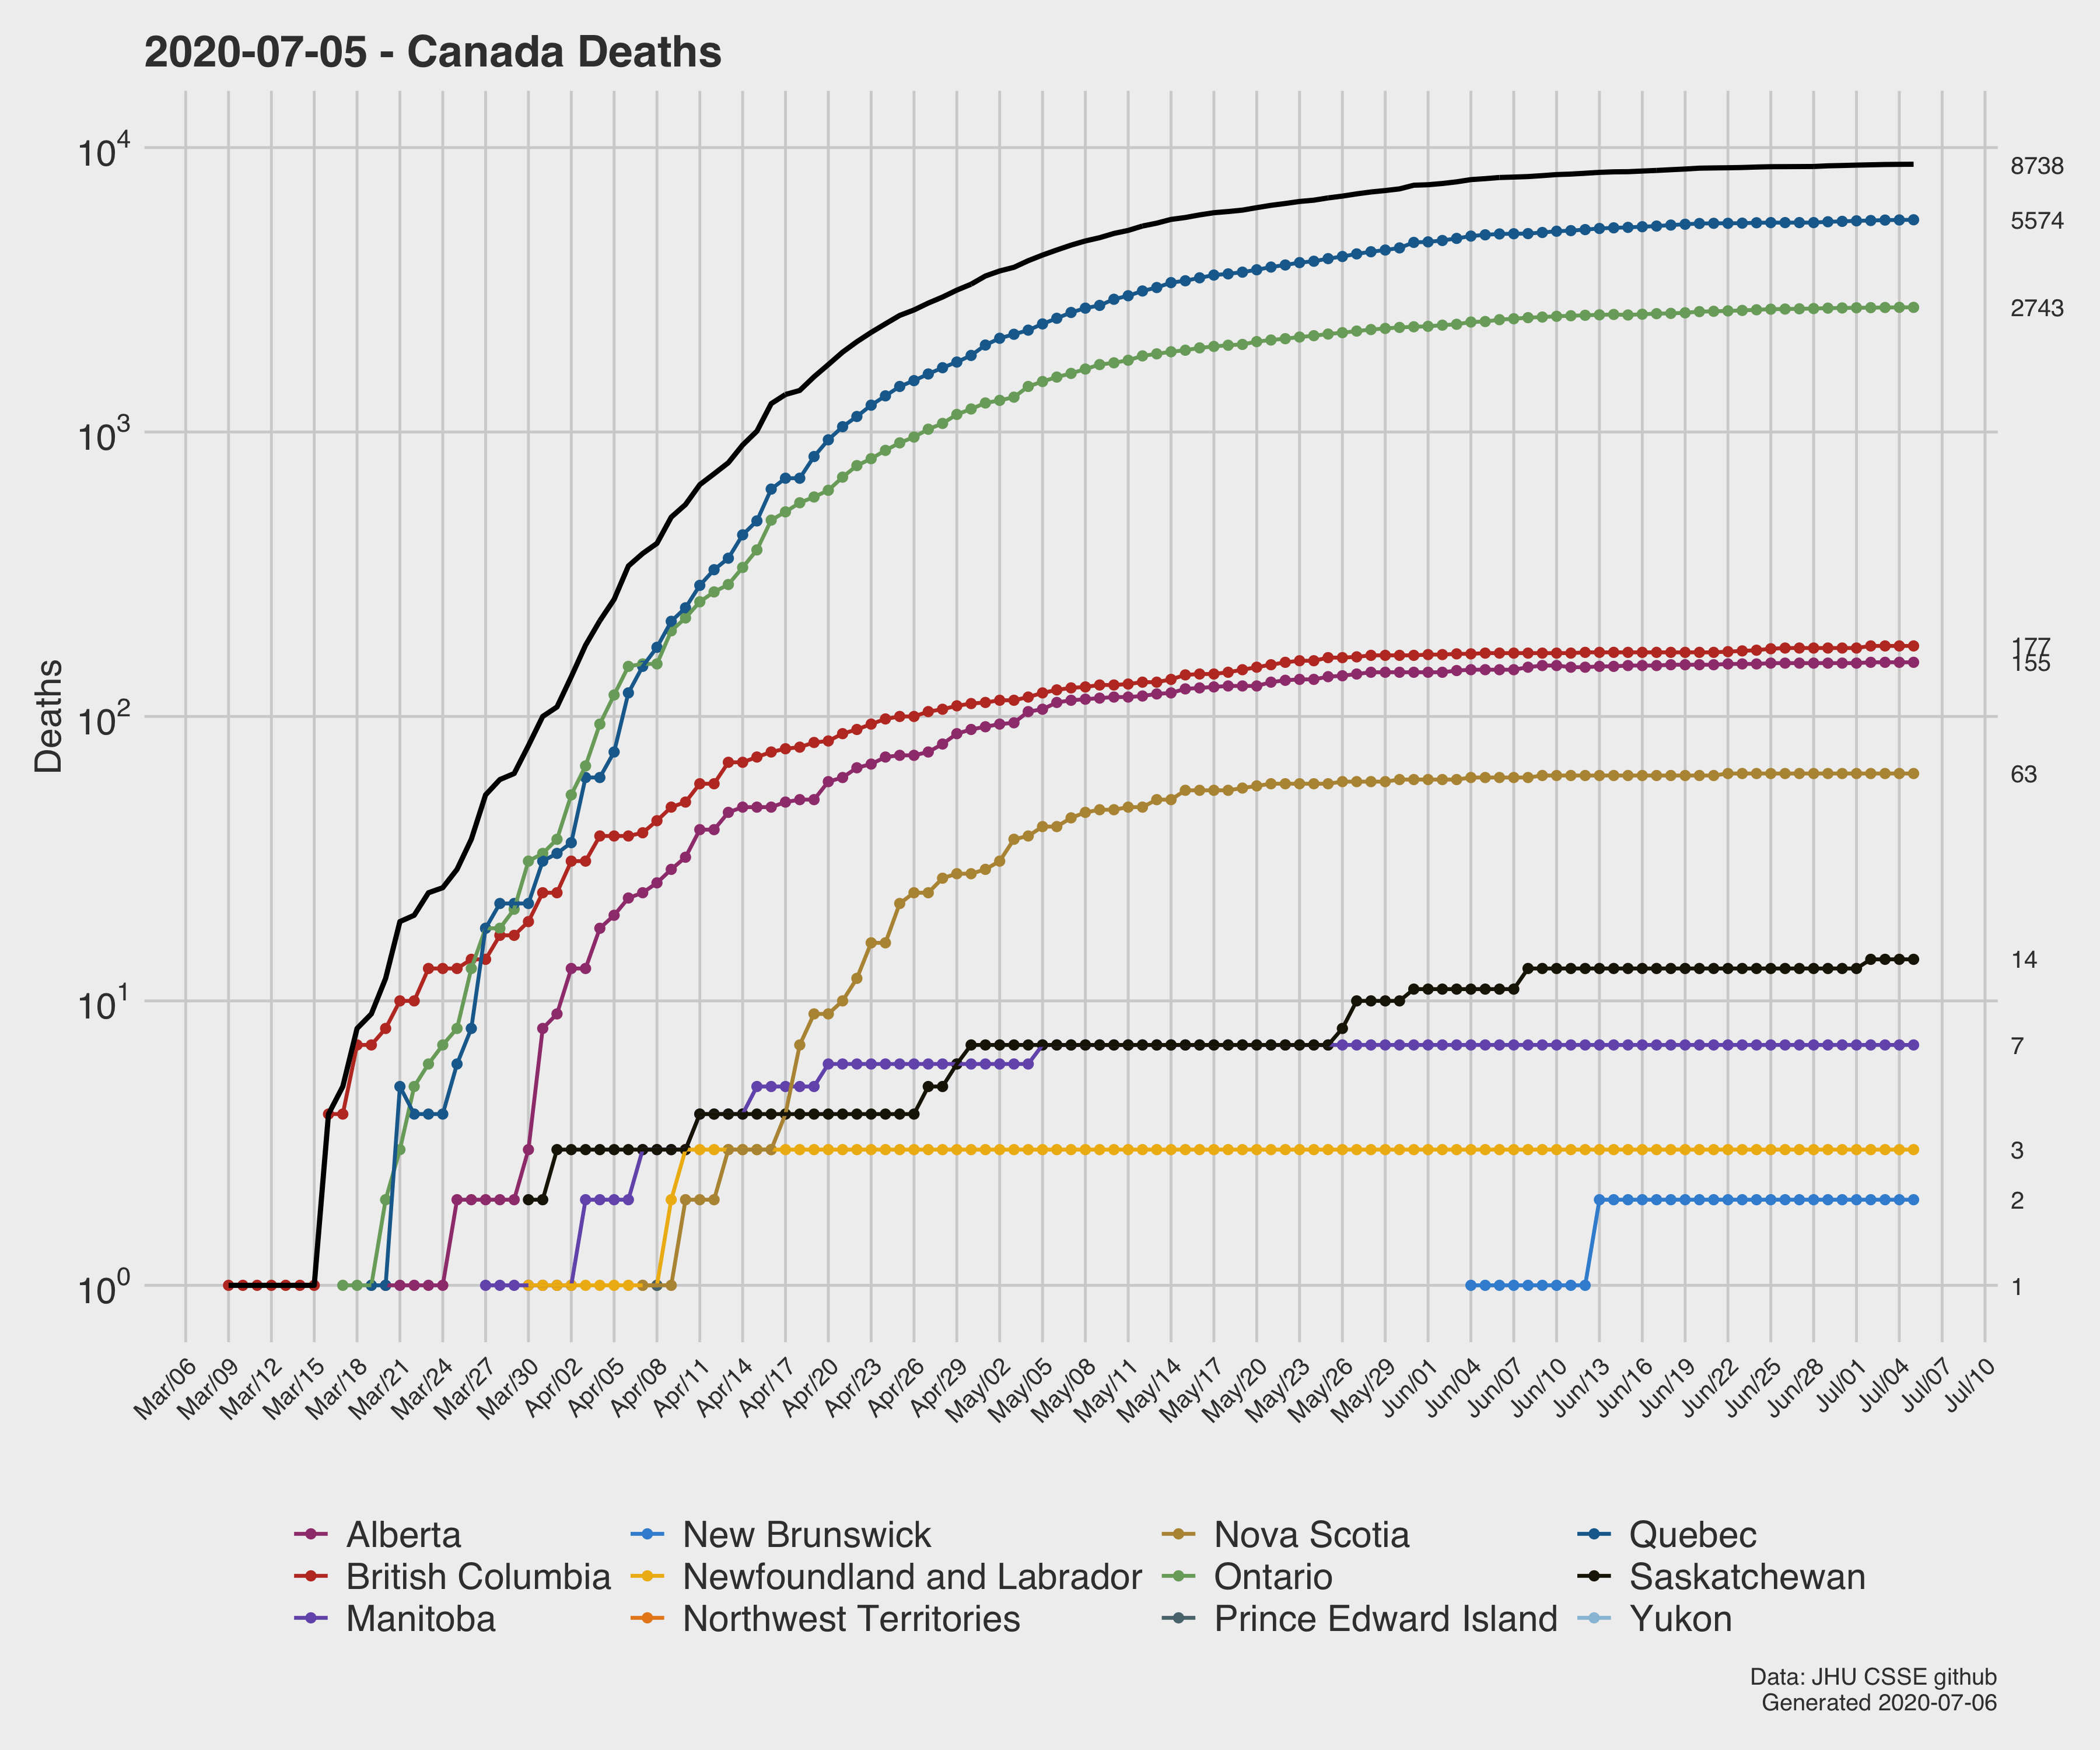 2020-07-05 - Canada Deaths
Deaths
10^4
10^3
10^2
10^1
10^0
8738
5574
2743
177
155
63
14
7
3
2
1
Mar/06
Mar/09
Mar/12
Mar/15
Mar/18
Mar/21
Mar/24
Mar/27
Mar/30
Apr/02
Apr/05
Apr/08
Apr/11
Apr/14
Apr/17
Apr/20
Apr/23
Apr/26
Apr/29
May/02
May/05
May/08
May/11
May/14
May/17
May/20
May/23
May/26
May/29
Jun/01
Jun/04
Jun/07
Jun/10
Jun/13
Jun/16
Jun/19
Jun/22
Jun/25
Jun/28
Jul/01
Jul/04
Jul/07
Jul/10
Alberta
British Columbia
Manitoba
New Brunswick
Newfoundland and Labrador
Northwest Territories
Nova Scotia
Ontario
Prince Edward Island
Quebec
Saskatchewan
Yukon
Data: JHU CSSE github
Generated 2020-07-06